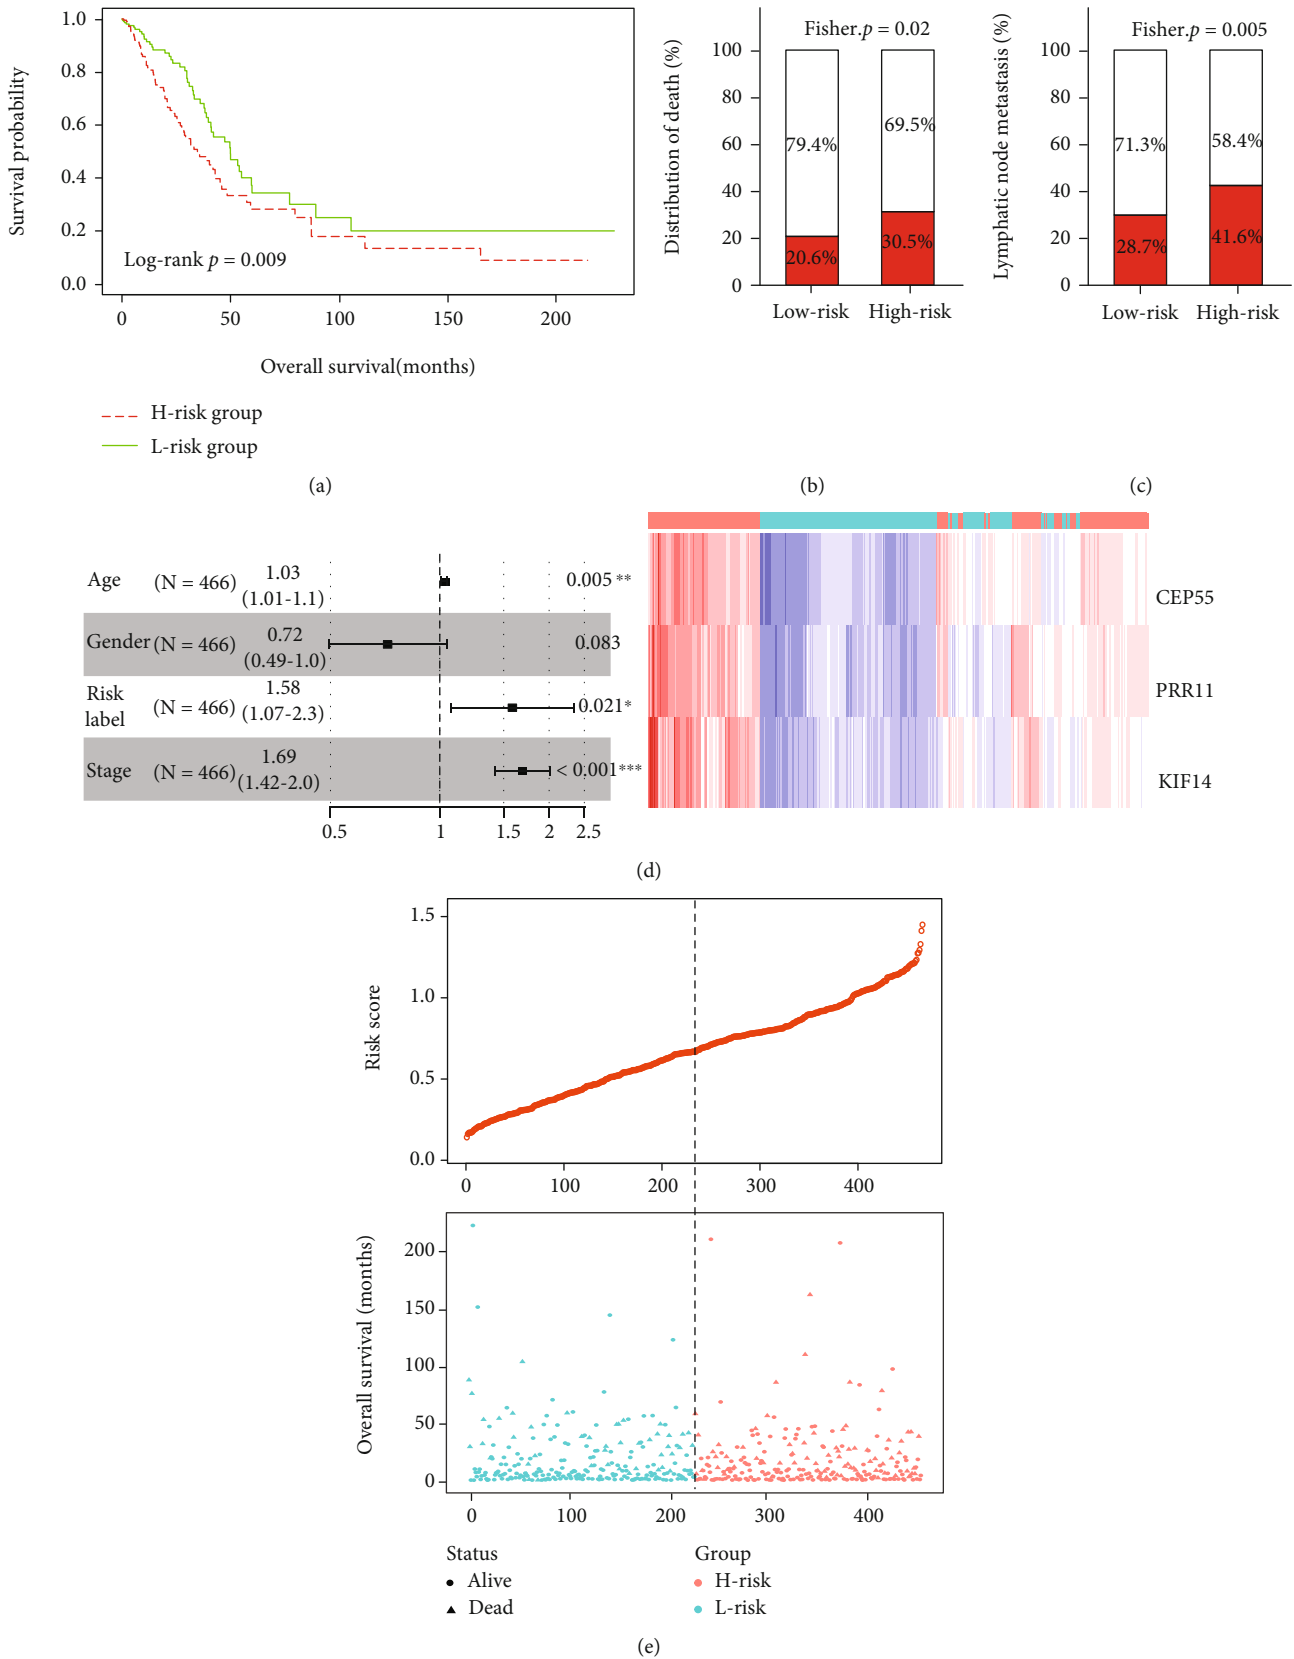 Survival probability
1.0
0.8
0.6
0.4
0.2
0.0
Log-rank p = 0.009
0 50 100 150 200
Overall survival(months)
H-risk group
L-risk group
(a)
Distribution of death (%)
Fisher.p = 0.02
100
80
60
40
20
0
79.4%
69.5%
20.6%
30.5%
Low-risk High-risk
(b)
Lymphatic node metastasis (%)
Fisher.p = 0.005
100
80
60
40
20
0
71.3%
58.4%
28.7%
41.6%
Low-risk High-risk
(c)
Age (N = 466) 1.03 (1.01-1.1) 0.005 **
Gender (N = 466) 0.72 (0.49-1.0) 0.083
Risk label (N = 466) 1.58 (1.07-2.3) 0.021*
Stage (N = 466) 1.69 (1.42-2.0) < 0.001***
0.5 1 1.5 2 2.5
CEP55
PRR11
KIF14
(d)
Risk score
1.5
1.0
0.5
0.0
0 100 200 300 400
Overall survival (months)
200
150
100
50
0
0 100 200 300 400
Status
Alive
Dead
Group
H-risk
L-risk
(e)